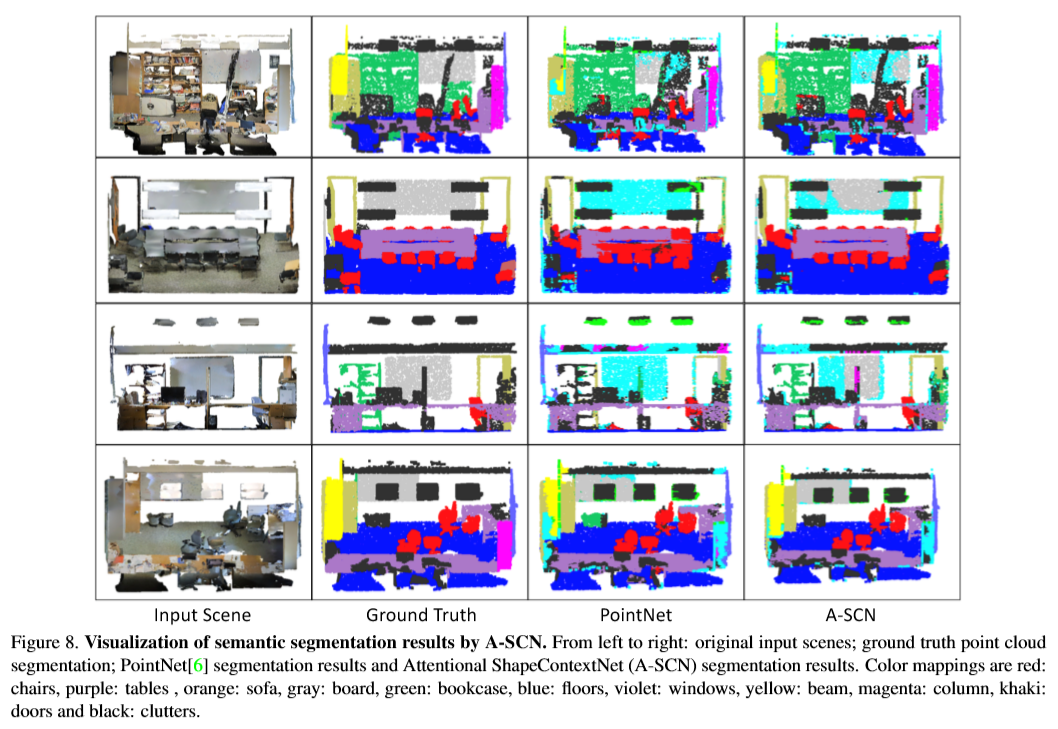 Input Scene Ground Truth PointNet A-SCN
Figure 8. Visualization of semantic segmentation results by A-SCN. From left to right: original input scenes; ground truth point cloud
segmentation; PointNet[6] segmentation results and Attentional ShapeContextNet (A-SCN) segmentation results. Color mappings are red:
chairs, purple: tables , orange: sofa, gray: board, green: bookcase, blue: floors, violet: windows, yellow: beam, magenta: column, khaki:
doors and black: clutters.